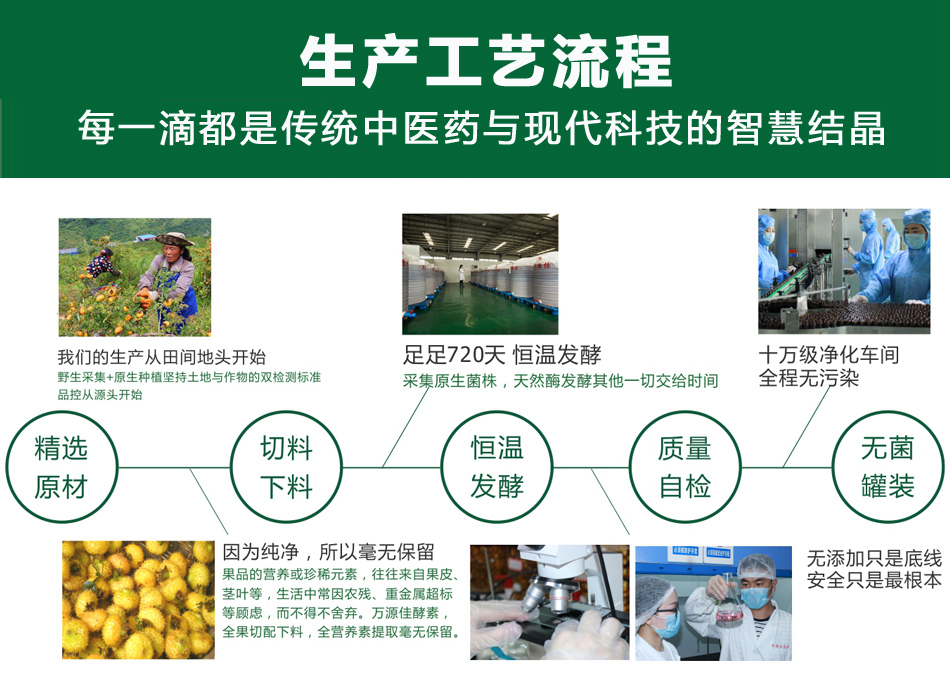 生产工艺流程
每一滴都是传统中医药与现代科技的智慧结晶
我们的生产从田间地头开始
野生采集+原生种植坚持土地与作物的双检测标准
品控从源头开始
足足720天 恒温发酵
采集原生菌株，天然酶发酵其他一切交给时间
十万级净化车间
全程无污染
精选
原材
切料
下料
恒温
发酵
质量
自检
无菌
罐装
因为纯净，所以毫无保留
果品的营养或珍稀元素，往往来自果皮、
茎叶等，生活中常因农残、重金属超标
等顾虑，而不得不舍弃。万源佳酵素，
全果切配下料，全营养素提取毫无保留。
无添加只是底线
安全只是最根本